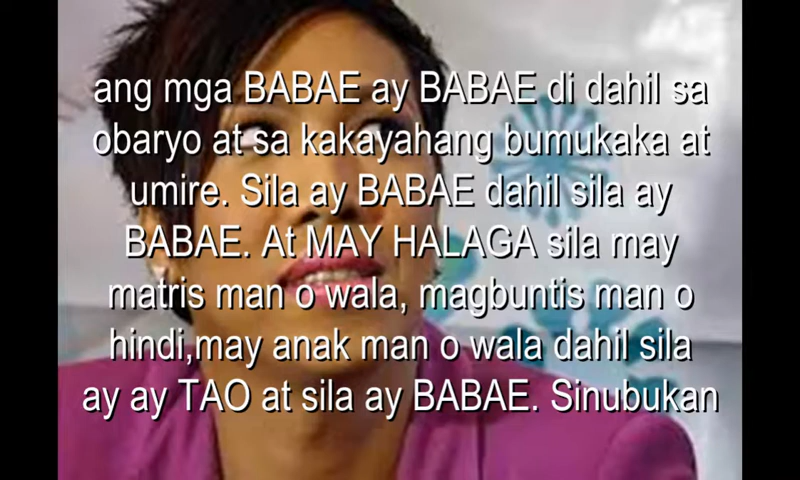 ang mga BABAE ay BABAE di dahil sa
obaryo at sa kakayahang bumukaka at
umire. Sila ay BABAE dahil sila ay
BABAE. At MAY HALAGA sila may
matris man o wala, magbuntis man o
hindi,may anak man o wala dahil sila
ay ay TAO at sila ay BABAE. Sinubukan